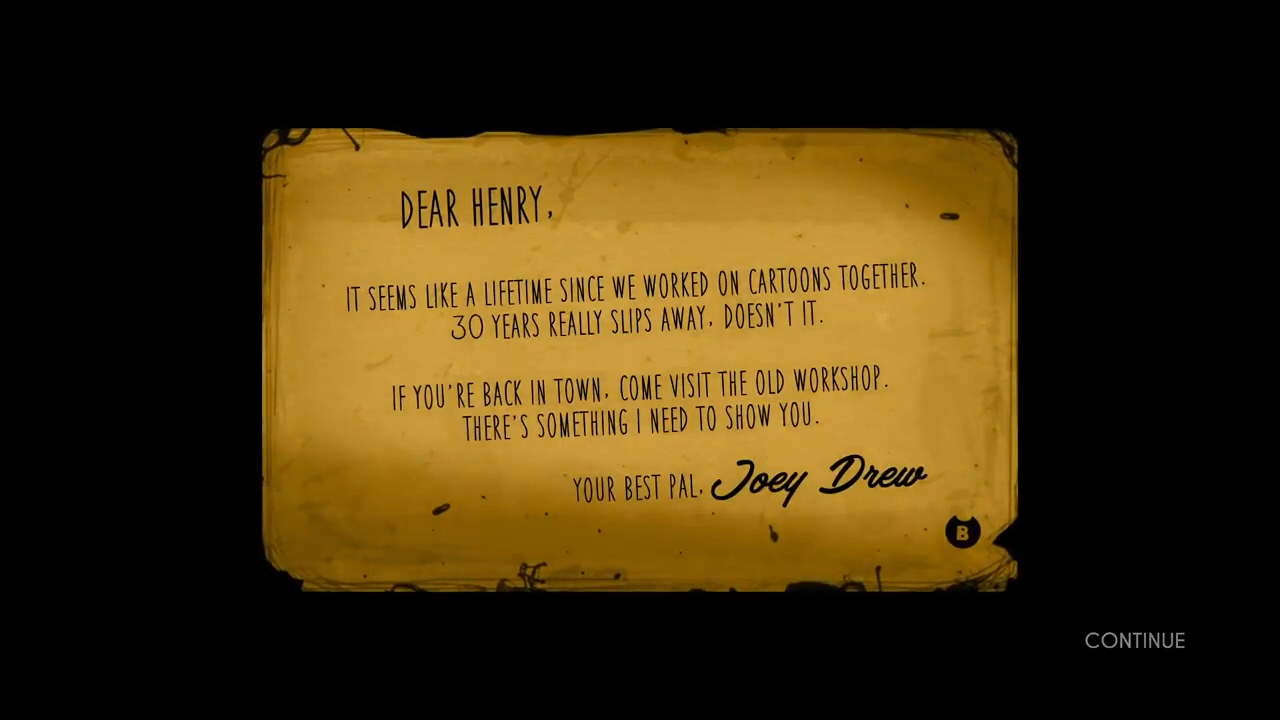 DEAR HENRY,
IT SEEMS LIKE A LIFETIME SINCE WE WORKED ON CARTOONS TOGETHER.
30 YEARS REALLY SLIPS AWAY, DOESN'T IT.
IF YOU'RE BACK IN TOWN, COME VISIT THE OLD WORKSHOP.
THERE'S SOMETHING I NEED TO SHOW YOU.
YOUR BEST PAL, Joey Drew
B
CONTINUE